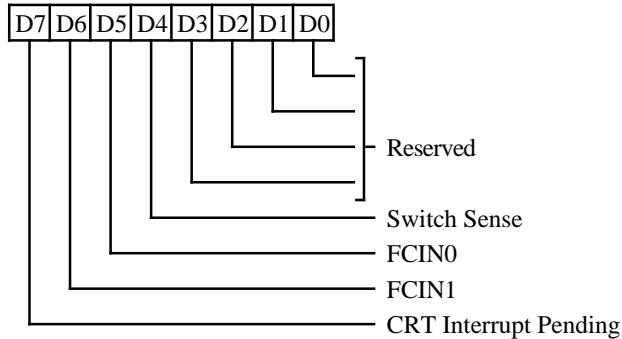 D7 D6 D5 D4 D3 D2 D1 D0
Reserved
Switch Sense
FCIN0
FCIN1
CRT Interrupt Pending